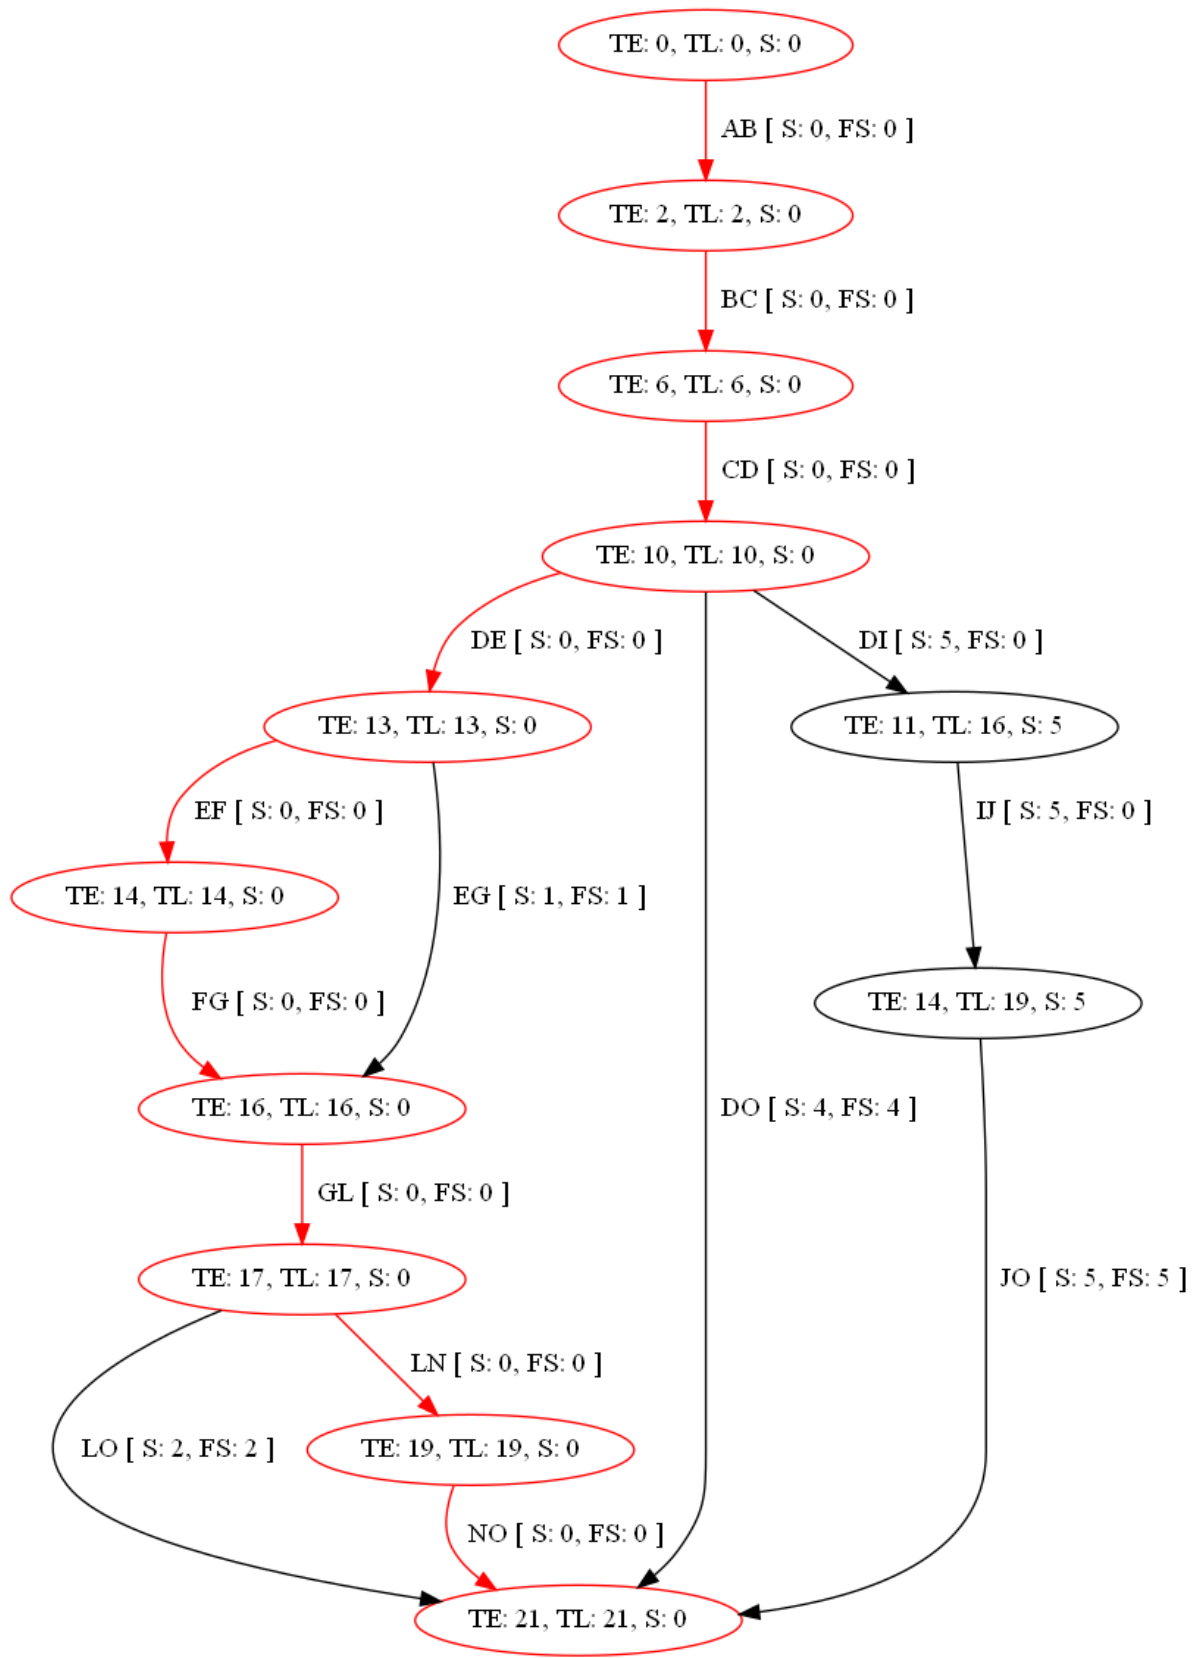 TE: 0, TL: 0, S: 0
AB [ S: 0, FS: 0 ]
TE: 2, TL: 2, S: 0
BC [ S: 0, FS: 0 ]
TE: 6, TL: 6, S: 0
CD [ S: 0, FS: 0 ]
TE: 10, TL: 10, S: 0
DE [ S: 0, FS: 0 ]
DI [ S: 5, FS: 0 ]
TE: 13, TL: 13, S: 0
TE: 11, TL: 16, S: 5
EF [ S: 0, FS: 0 ]
IJ [ S: 5, FS: 0 ]
TE: 14, TL: 14, S: 0
EG [ S: 1, FS: 1 ]
FG [ S: 0, FS: 0 ]
TE: 14, TL: 19, S: 5
TE: 16, TL: 16, S: 0
DO [ S: 4, FS: 4 ]
GL [ S: 0, FS: 0 ]
TE: 17, TL: 17, S: 0
JO [ S: 5, FS: 5 ]
LN [ S: 0, FS: 0 ]
LO [ S: 2, FS: 2 ]
TE: 19, TL: 19, S: 0
NO [ S: 0, FS: 0 ]
TE: 21, TL: 21, S: 0